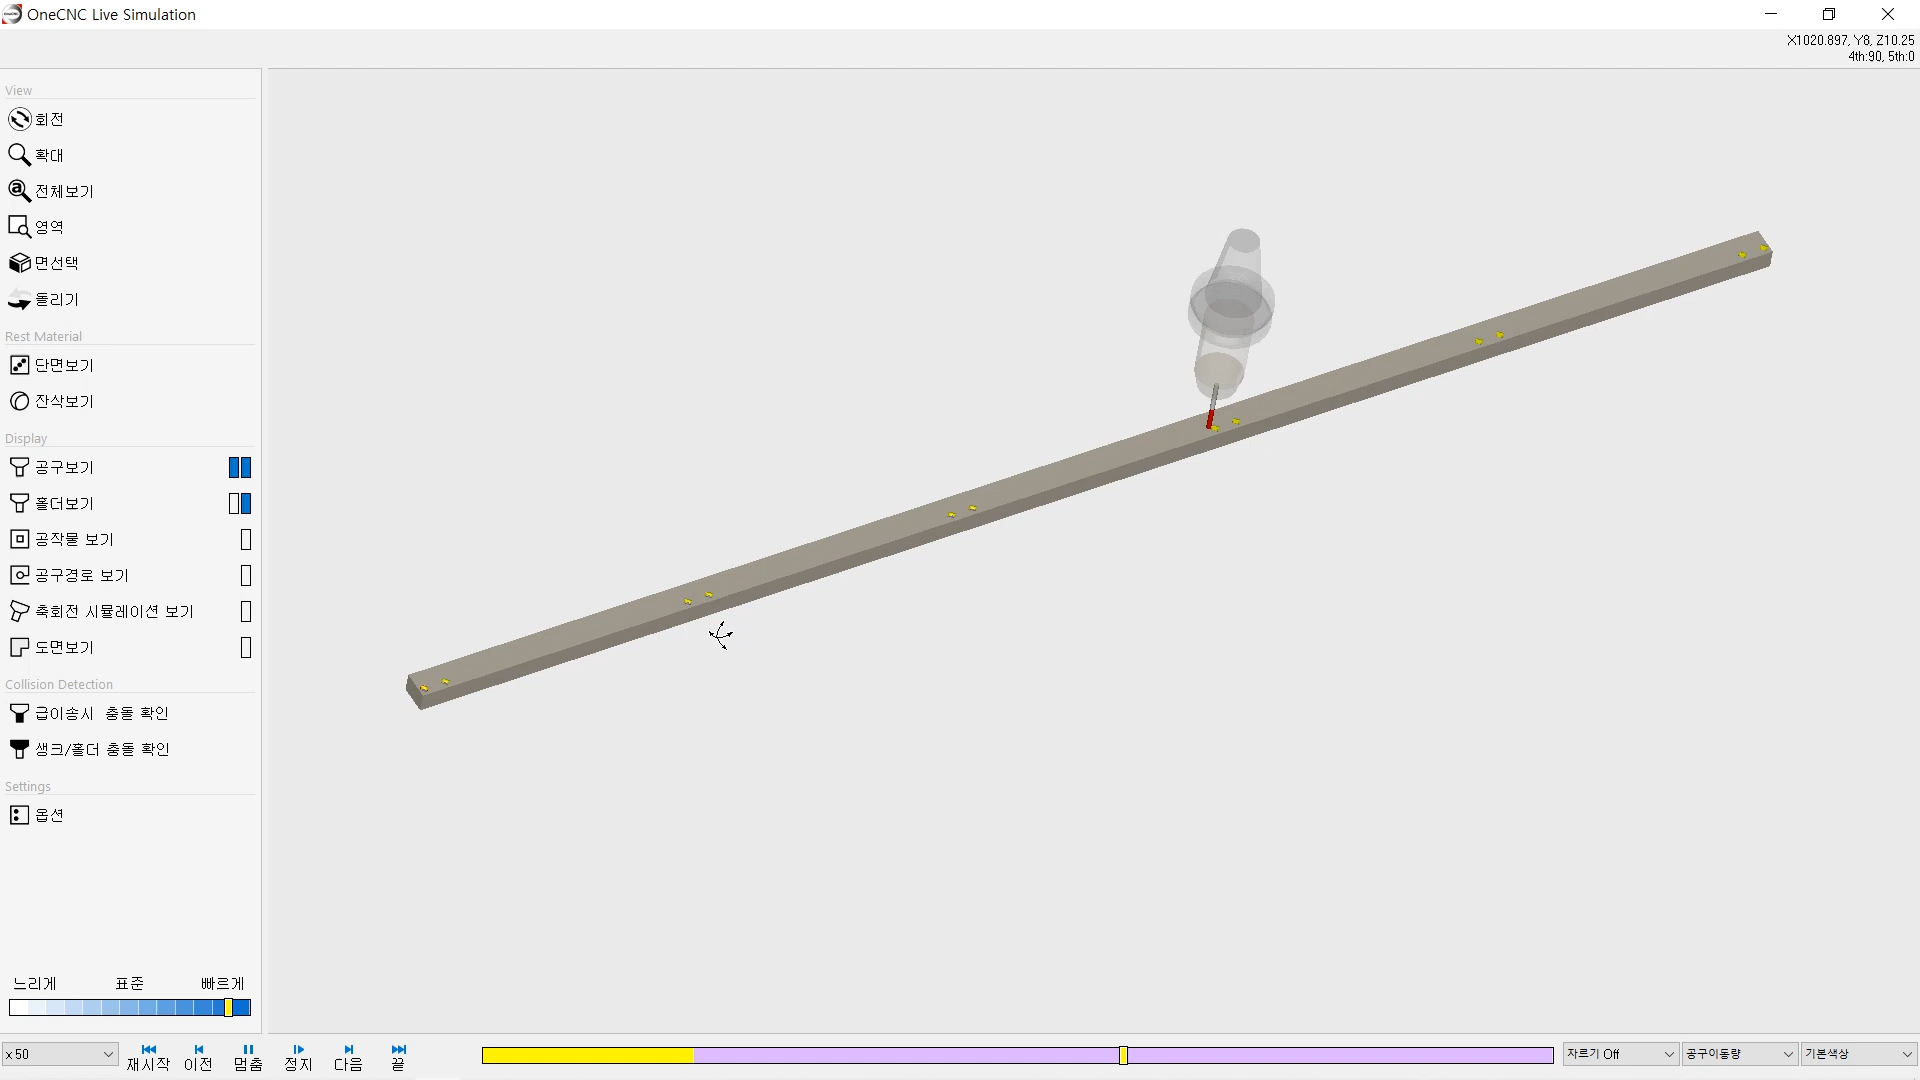 OneCNC Live Simulation
X1020.897, Y8, Z10.25
4th:90, 5th:0
View
회전
확대
전체보기
영역
면선택
돌리기
Rest Material
단면보기
잔삭보기
Display
공구보기
홀더보기
공작물 보기
공구경로 보기
축회전 시뮬레이션 보기
도면보기
Collision Detection
급이송시 충돌 확인
생크/홀더 충돌 확인
Settings
옵션
느리게 표준 빠르게
x 50
재시작 이전 멈춤 정지 다음 끝
자르기 Off 공구이동량 기본색상